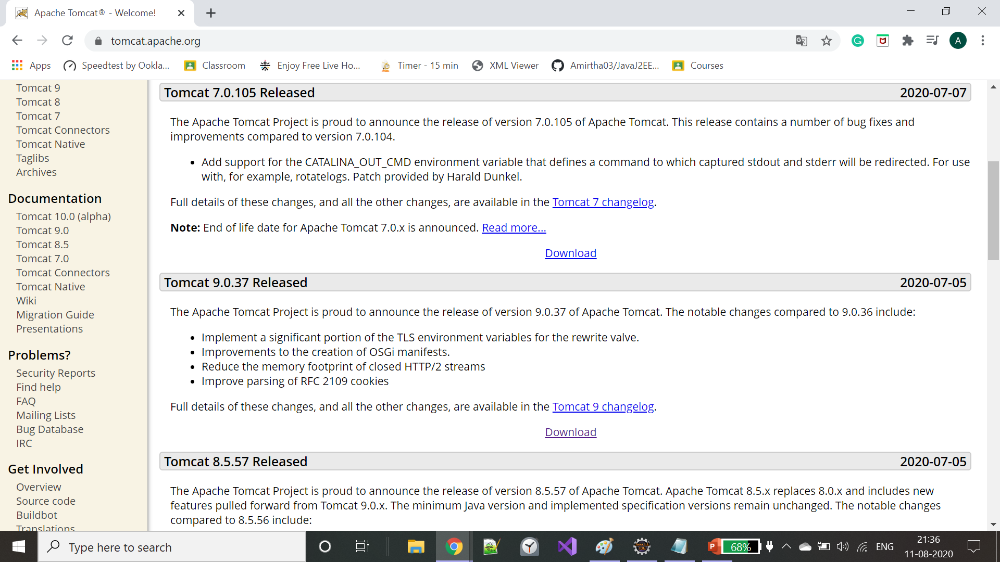 Apache Tomcat® - Welcome!
tomcat.apache.org
A
Apps
Speedtest by Ookla...
Classroom
Enjoy Free Live Ho...
Timer - 15 min
XML Viewer
Amirtha03/JavaJ2EE...
Courses
Tomcat 9
Tomcat 8
Tomcat 7
Tomcat Connectors
Tomcat Native
Taglibs
Archives
Documentation
Tomcat 10.0 (alpha)
Tomcat 9.0
Tomcat 8.5
Tomcat 7.0
Tomcat Connectors
Tomcat Native
Wiki
Migration Guide
Presentations
Problems?
Security Reports
Find help
FAQ
Mailing Lists
Bug Database
IRC
Get Involved
Overview
Source code
Buildbot
Translations
Tomcat 7.0.105 Released 2020-07-07
The Apache Tomcat Project is proud to announce the release of version 7.0.105 of Apache Tomcat. This release contains a number of bug fixes and
improvements compared to version 7.0.104.
• Add support for the CATALINA_OUT_CMD environment variable that defines a command to which captured stdout and stderr will be redirected. For use
with, for example, rotatelogs. Patch provided by Harald Dunkel.
Full details of these changes, and all the other changes, are available in the Tomcat 7 changelog.
Note: End of life date for Apache Tomcat 7.0.x is announced. Read more...
Download
Tomcat 9.0.37 Released 2020-07-05
The Apache Tomcat Project is proud to announce the release of version 9.0.37 of Apache Tomcat. The notable changes compared to 9.0.36 include:
• Implement a significant portion of the TLS environment variables for the rewrite valve.
• Improvements to the creation of OSGi manifests.
• Reduce the memory footprint of closed HTTP/2 streams
• Improve parsing of RFC 2109 cookies
Full details of these changes, and all the other changes, are available in the Tomcat 9 changelog.
Download
Tomcat 8.5.57 Released 2020-07-05
The Apache Tomcat Project is proud to announce the release of version 8.5.57 of Apache Tomcat. Apache Tomcat 8.5.x replaces 8.0.x and includes new
features pulled forward from Tomcat 9.0.x. The minimum Java version and implemented specification versions remain unchanged. The notable changes
compared to 8.5.56 include:
Type here to search
Java EE
IDE
P
68%
ENG
21:36
11-08-2020